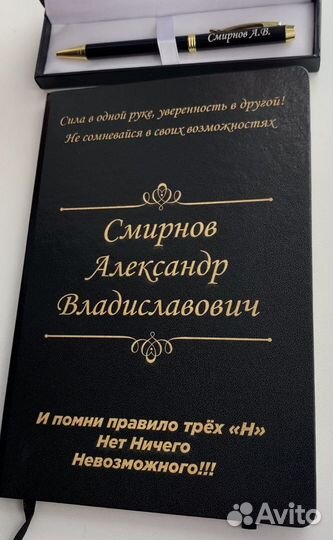 Смирнов А.В.
Сила в одной руке, уверенность в другой!
Не сомневайся в своих возможностях
Смирнов
Александр
Владиславович
И помни правило трёх «Н»
Нет Ничего
Невозможного!!!
Avito